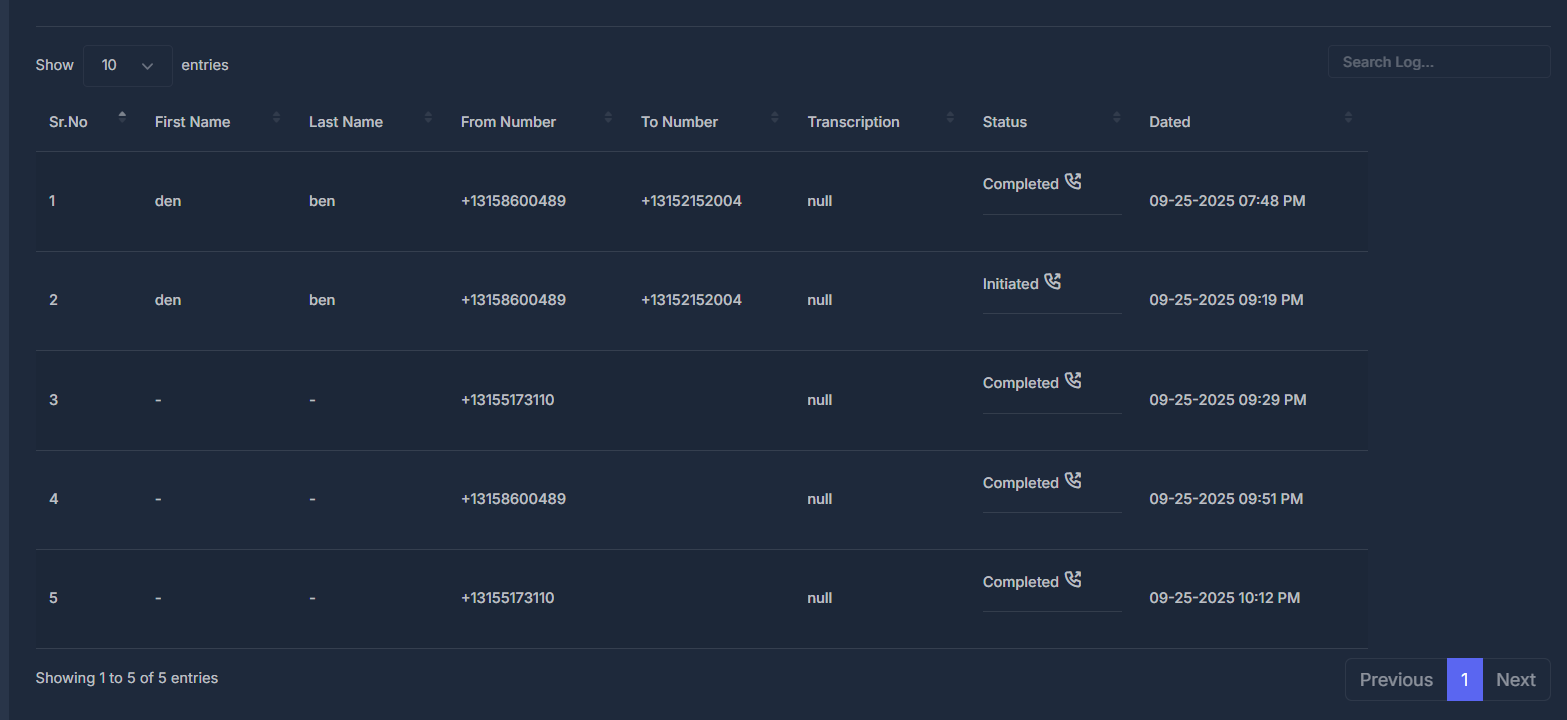 Show 10 entries
Search Log...
Sr.No First Name Last Name From Number To Number Transcription Status Dated
1 den ben +13158600489 +13152152004 null Completed 09-25-2025 07:48 PM
2 den ben +13158600489 +13152152004 null Initiated 09-25-2025 09:19 PM
3 - - +13155173110 null Completed 09-25-2025 09:29 PM
4 - - +13158600489 null Completed 09-25-2025 09:51 PM
5 - - +13155173110 null Completed 09-25-2025 10:12 PM
Showing 1 to 5 of 5 entries
Previous 1 Next